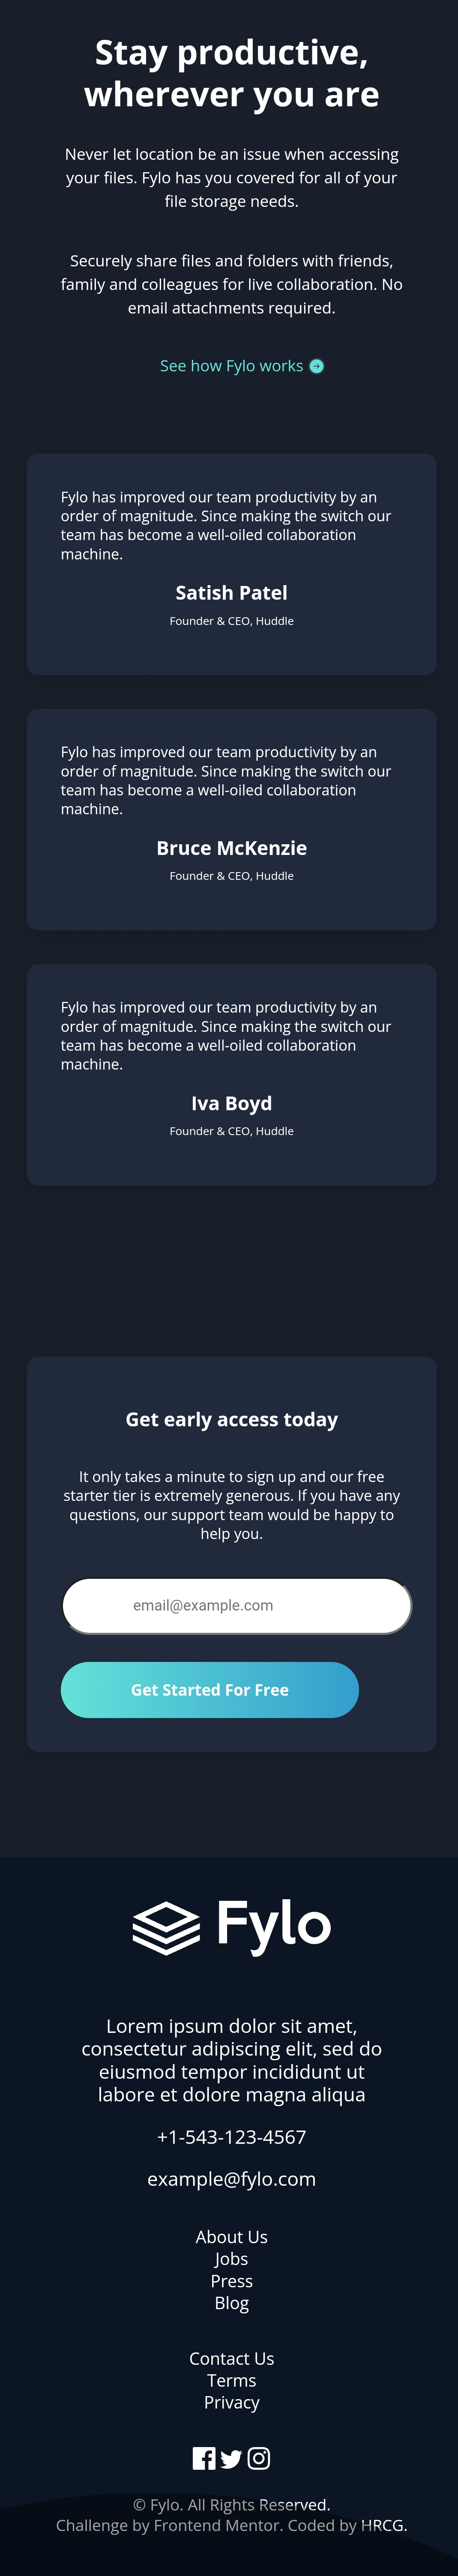 Stay productive,
wherever you are
Never let location be an issue when accessing
your files. Fylo has you covered for all of your
file storage needs.
Securely share files and folders with friends,
family and colleagues for live collaboration. No
email attachments required.
See how Fylo works
Fylo has improved our team productivity by an
order of magnitude. Since making the switch our
team has become a well-oiled collaboration
machine.
Satish Patel
Founder & CEO, Huddle
Fylo has improved our team productivity by an
order of magnitude. Since making the switch our
team has become a well-oiled collaboration
machine.
Bruce McKenzie
Founder & CEO, Huddle
Fylo has improved our team productivity by an
order of magnitude. Since making the switch our
team has become a well-oiled collaboration
machine.
Iva Boyd
Founder & CEO, Huddle
Get early access today
It only takes a minute to sign up and our free
starter tier is extremely generous. If you have any
questions, our support team would be happy to
help you.
email@example.com
Get Started For Free
Fylo
Lorem ipsum dolor sit amet,
consectetur adipiscing elit, sed do
eiusmod tempor incididunt ut
labore et dolore magna aliqua
+1-543-123-4567
example@fylo.com
About Us
Jobs
Press
Blog
Contact Us
Terms
Privacy
© Fylo. All Rights Reserved.
Challenge by Frontend Mentor. Coded by HRCG.